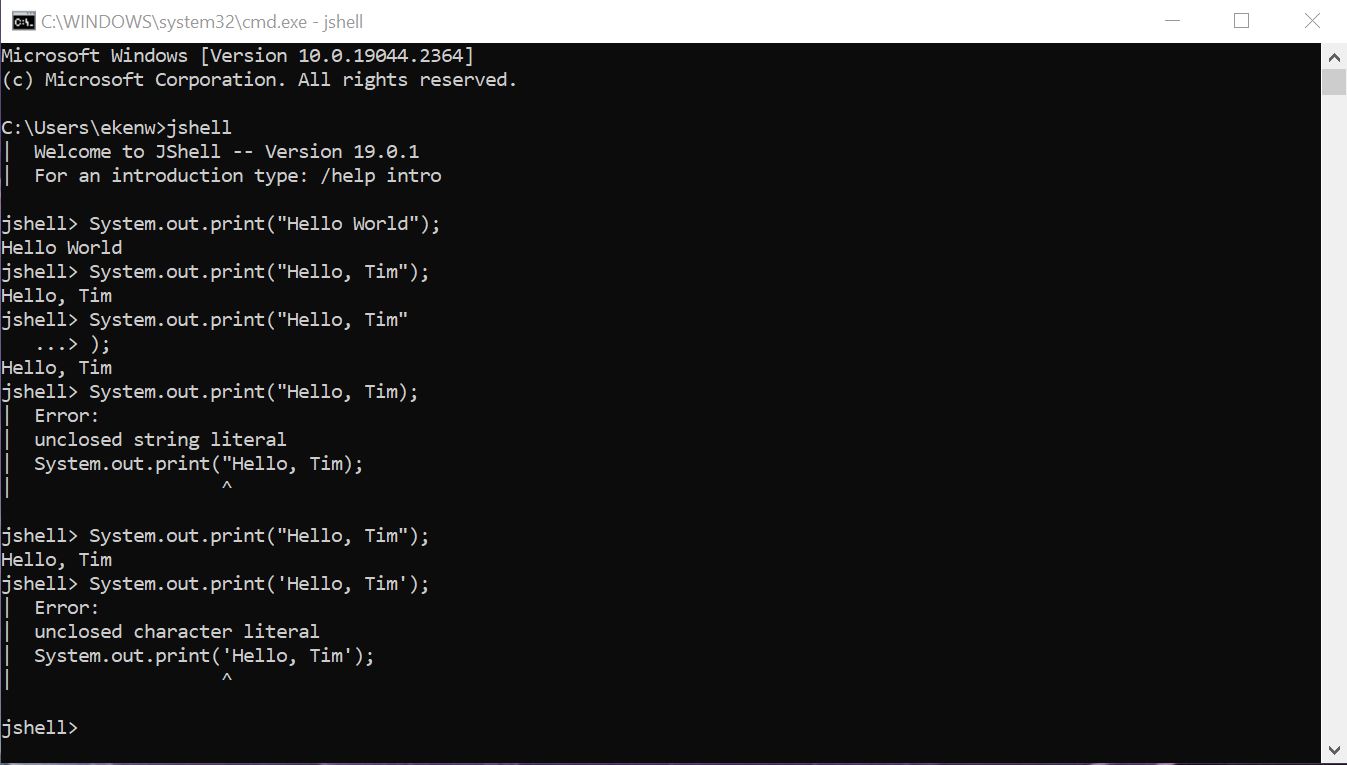 C:\WINDOWS\system32\cmd.exe - jshell
Microsoft Windows [Version 10.0.19044.2364]
(c) Microsoft Corporation. All rights reserved.
C:\Users\ekenw>jshell
|  Welcome to JShell -- Version 19.0.1
|  For an introduction type: /help intro
jshell> System.out.print("Hello World");
Hello World
jshell> System.out.print("Hello, Tim");
Hello, Tim
jshell> System.out.print("Hello, Tim"
   ...> );
Hello, Tim
jshell> System.out.print("Hello, Tim);
|  Error:
|  unclosed string literal
|  System.out.print("Hello, Tim);
|                   ^
jshell> System.out.print("Hello, Tim");
Hello, Tim
jshell> System.out.print('Hello, Tim');
|  Error:
|  unclosed character literal
|  System.out.print('Hello, Tim');
|                   ^
jshell>